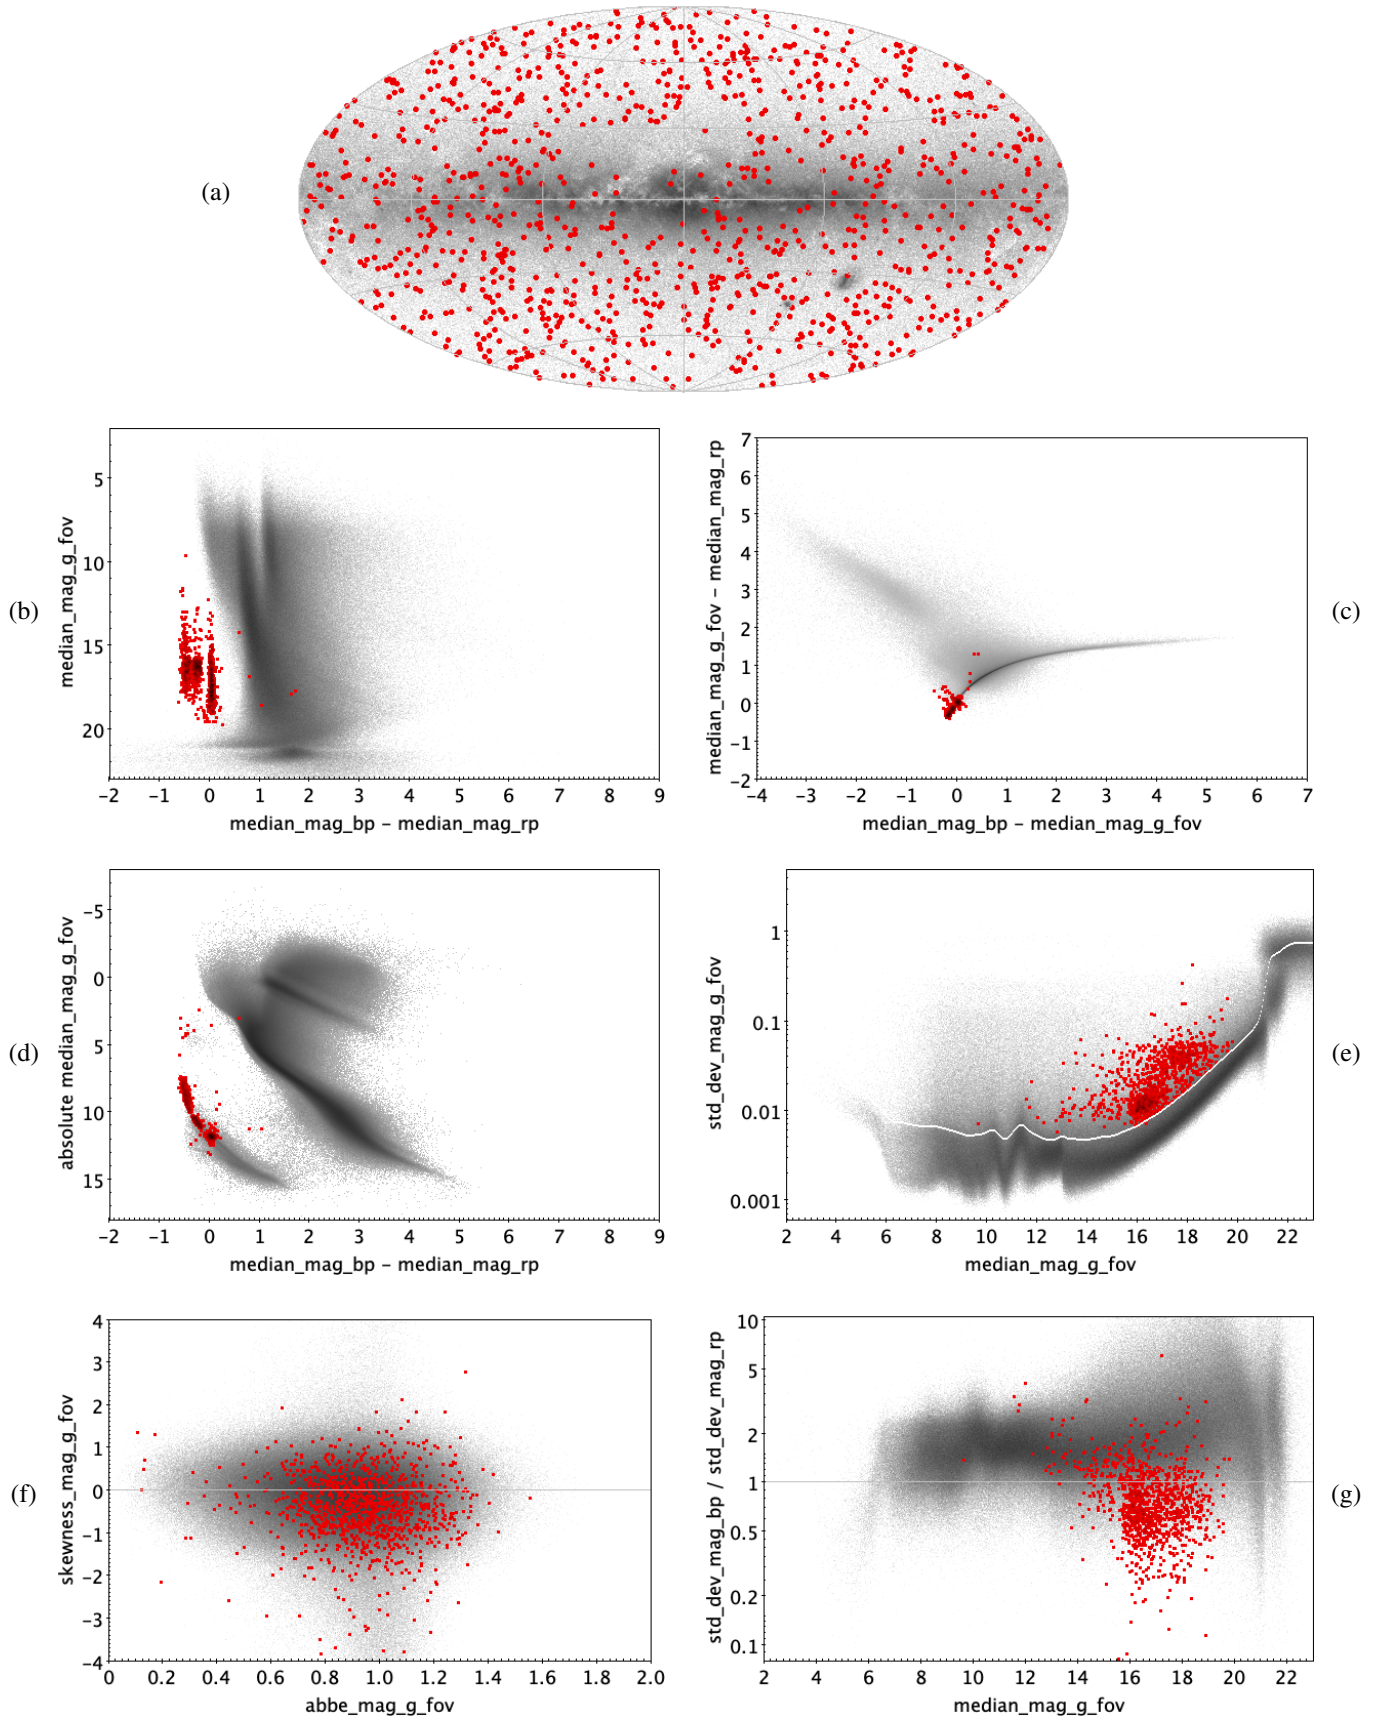 (a)
5
10
15
20
median_mag_g_fov
−2 −1 0 1 2 3 4 5 6 7 8 9
median_mag_bp − median_mag_rp
(b)
7
6
5
4
3
2
1
0
−1
−2
median_mag_g_fov − median_mag_rp
−4 −3 −2 −1 0 1 2 3 4 5 6 7
median_mag_bp − median_mag_g_fov
(c)
−5
0
5
10
15
absolute median_mag_g_fov
−2 −1 0 1 2 3 4 5 6 7 8 9
median_mag_bp − median_mag_rp
(d)
1
0.1
0.01
0.001
std_dev_mag_g_fov
2 4 6 8 10 12 14 16 18 20 22
median_mag_g_fov
(e)
4
3
2
1
0
−1
−2
−3
−4
skewness_mag_g_fov
0 0.2 0.4 0.6 0.8 1.0 1.2 1.4 1.6 1.8 2.0
abbe_mag_g_fov
(f)
10
5
2
1
0.5
0.2
0.1
std_dev_mag_bp / std_dev_mag_rp
2 4 6 8 10 12 14 16 18 20 22
median_mag_g_fov
(g)